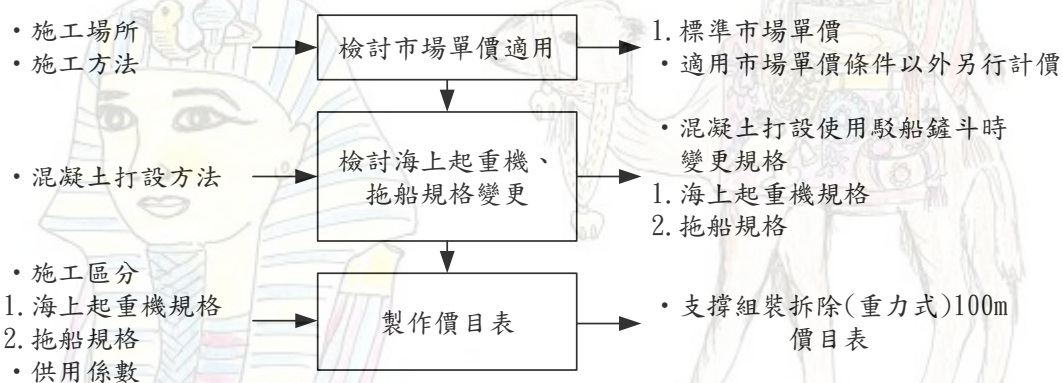 ・施工場所
・施工方法
檢討市場單價適用
1.標準市場單價
・適用市場單價條件以外另行計價
・混凝土打設方法
檢討海上起重機、
拖船規格變更
・混凝土打設使用駁船鏟斗時
變更規格
1.海上起重機規格
2.拖船規格
・施工區分
1.海上起重機規格
2.拖船規格
・供用係數
製作價目表
・支撐組裝拆除(重力式)100m
價目表